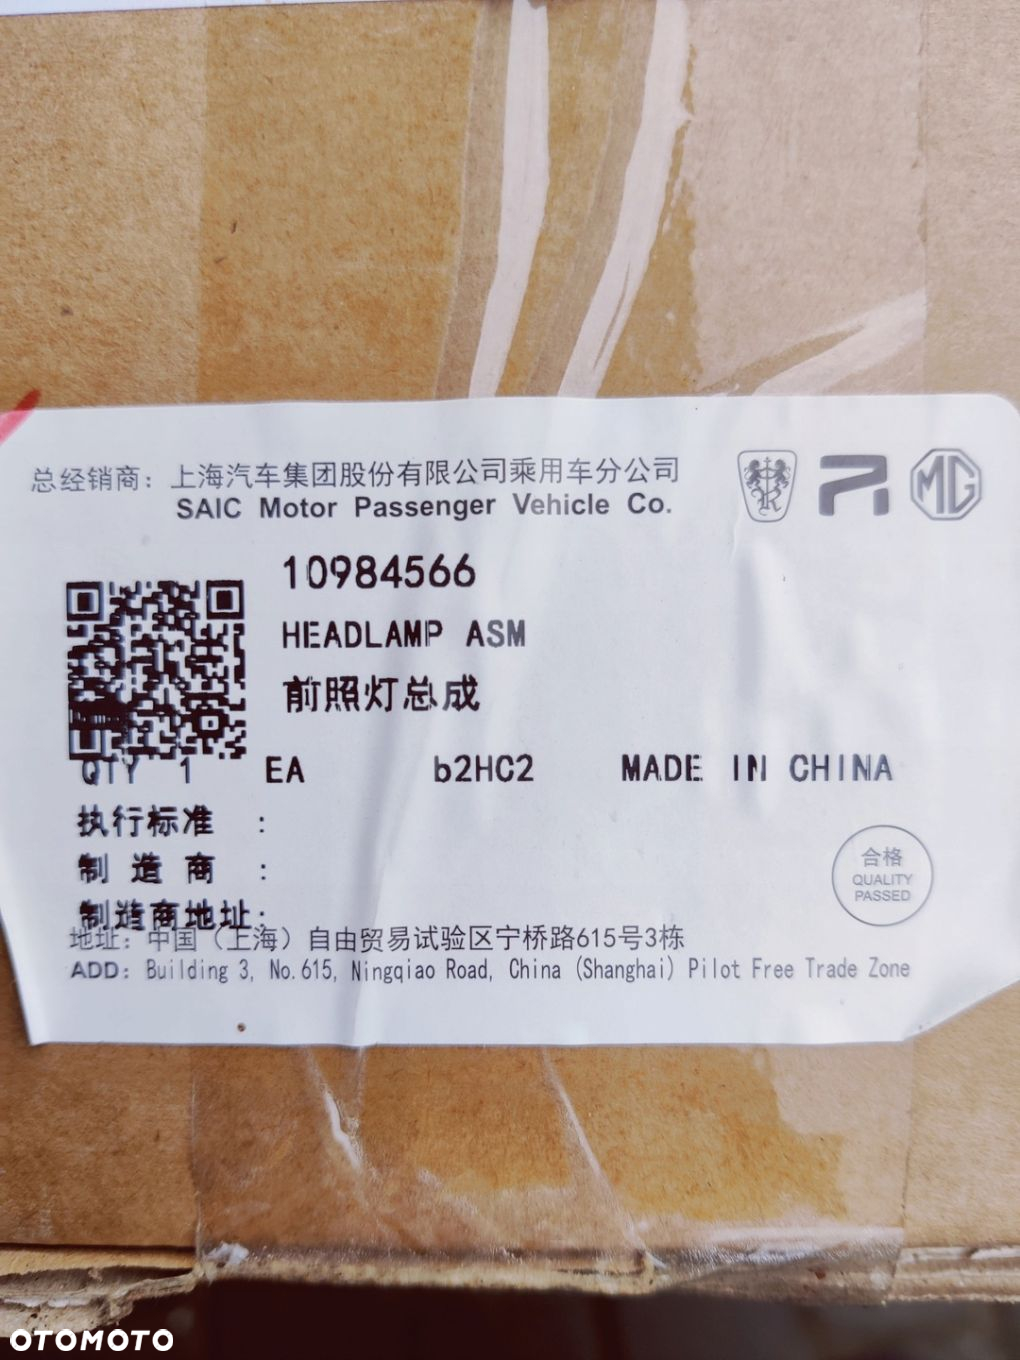 总经销商：上海汽车集团股份有限公司乘用车分公司
SAIC Motor Passenger Vehicle Co.
R
MG
10984566
HEADLAMP ASM
前照灯总成
QTY 1 EA b2HC2 MADE IN CHINA
执行标准 :
制 造 商 :
制造商地址:
合格
QUALITY
PASSED
地址：中国（上海）自由贸易试验区宁桥路615号3栋
ADD: Building 3, No.615, Ningqiao Road, China (Shanghai) Pilot Free Trade Zone
OTOMOTO